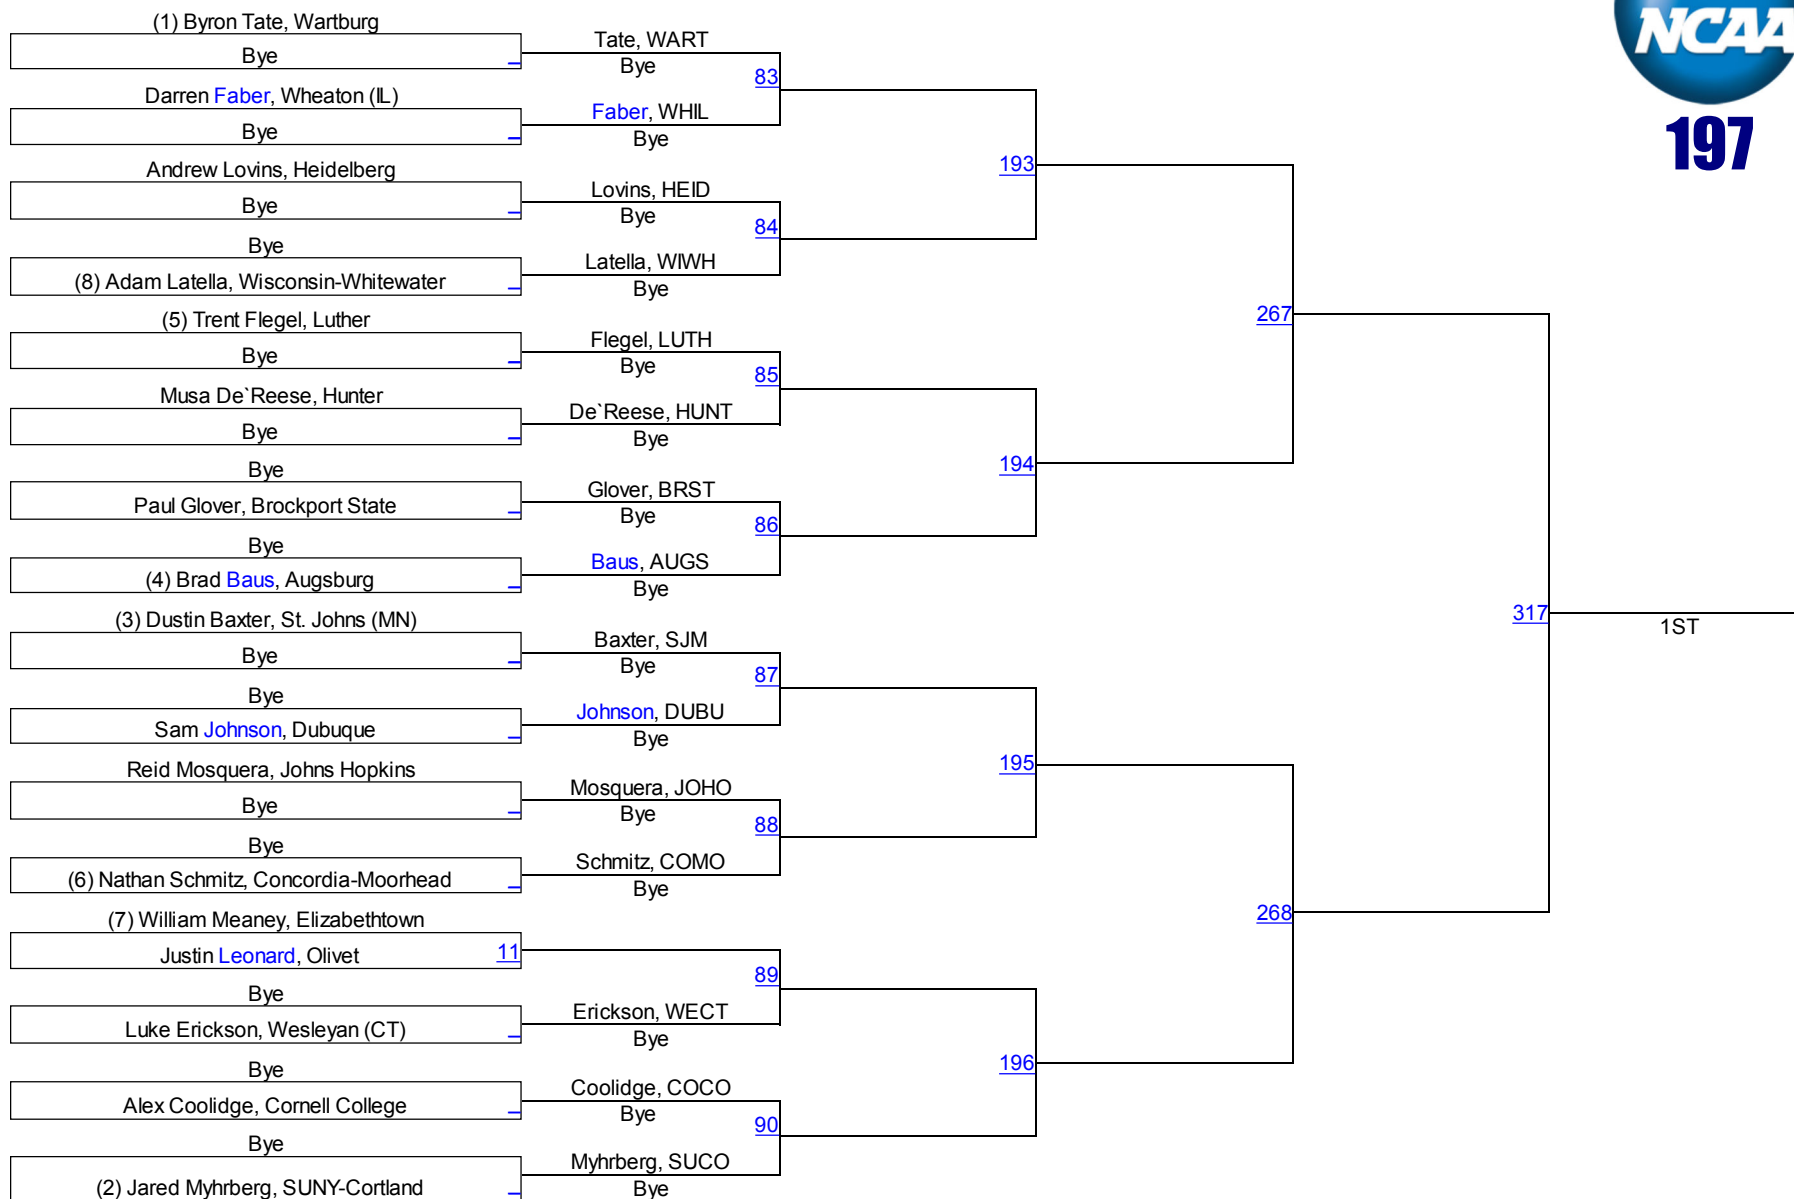 NCAA
197
(1) Byron Tate, Wartburg
Bye
Darren Faber, Wheaton (IL)
Bye
Andrew Lovins, Heidelberg
Bye
Bye
(8) Adam Latella, Wisconsin-Whitewater
(5) Trent Flegel, Luther
Bye
Musa De`Reese, Hunter
Bye
Bye
Paul Glover, Brockport State
Bye
(4) Brad Baus, Augsburg
(3) Dustin Baxter, St. Johns (MN)
Bye
Bye
Sam Johnson, Dubuque
Reid Mosquera, Johns Hopkins
Bye
Bye
(6) Nathan Schmitz, Concordia-Moorhead
(7) William Meaney, Elizabethtown
Justin Leonard, Olivet 11
Bye
Luke Erickson, Wesleyan (CT)
Bye
Alex Coolidge, Cornell College
Bye
(2) Jared Myhrberg, SUNY-Cortland
Tate, WART
Bye
83
Faber, WHIL
Bye
Lovins, HEID
Bye
84
Latella, WIWH
Bye
Flegel, LUTH
Bye
85
De`Reese, HUNT
Bye
Glover, BRST
Bye
86
Baus, AUGS
Bye
Baxter, SJM
Bye
87
Johnson, DUBU
Bye
Mosquera, JOHO
Bye
88
Schmitz, COMO
Bye
89
Erickson, WECT
Bye
Coolidge, COCO
Bye
90
Myhrberg, SUCO
Bye
193
194
195
196
267
268
317
1ST